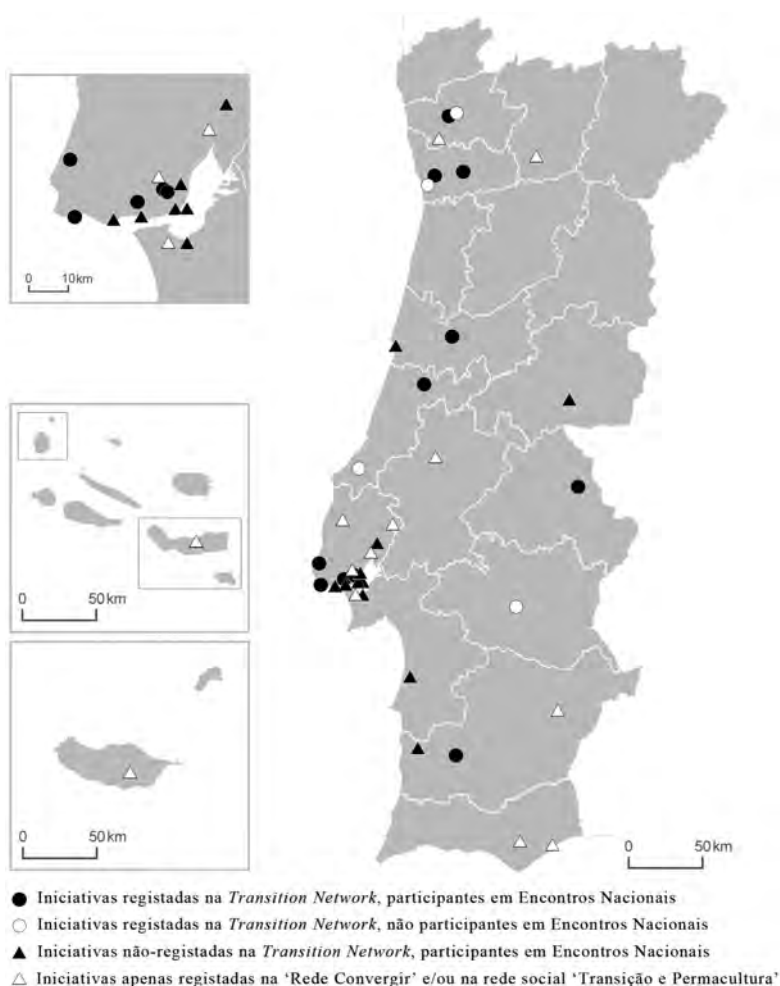 0 10km
0 50km
0 50km
0 50km
Iniciativas registadas na Transition Network, participantes em Encontros Nacionais
Iniciativas registadas na Transition Network, não participantes em Encontros Nacionais
Iniciativas não-registadas na Transition Network, participantes em Encontros Nacionais
Iniciativas apenas registadas na ‘Rede Convergir’ e/ou na rede social ‘Transição e Permacultura’